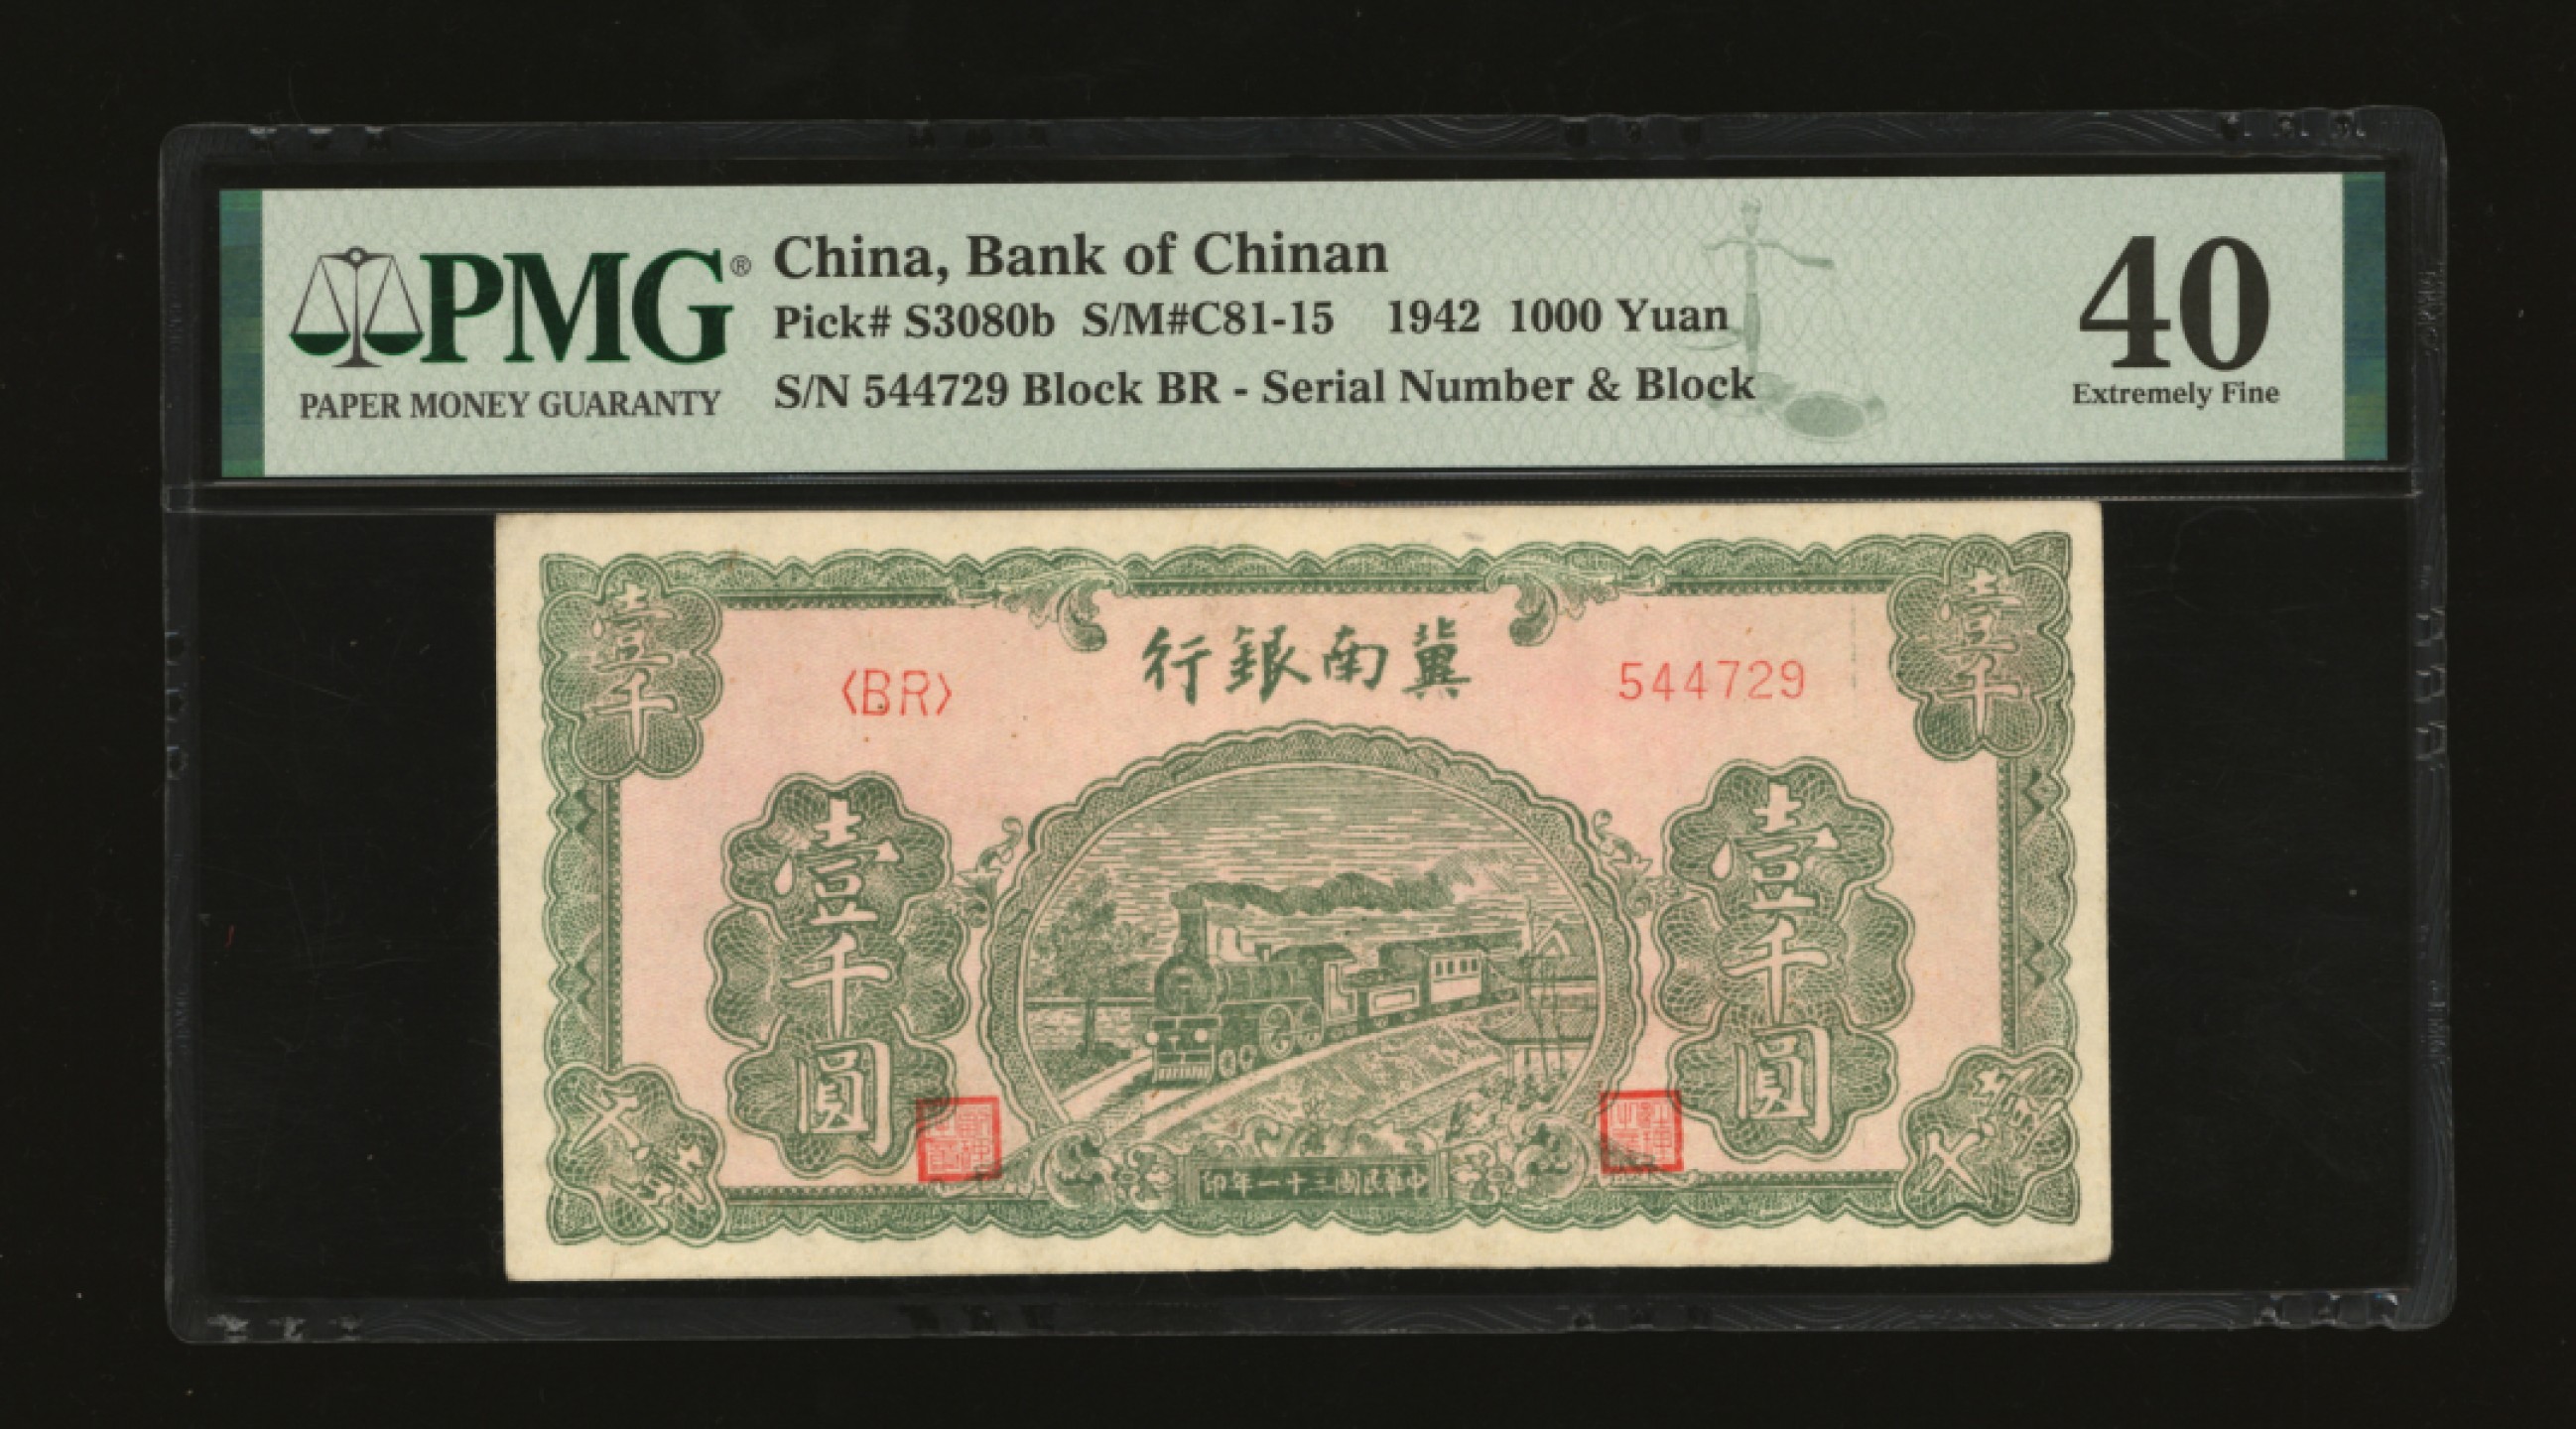 PMG®
PAPER MONEY GUARANTY
China, Bank of Chinan
Pick# S3080b S/M#C81-15 1942 1000 Yuan
S/N 544729 Block BR - Serial Number & Block
40
Extremely Fine
壹千
壹千
行銀南冀
<BR>
544729
壹千圓
壹千圓
印年一十三國民華中